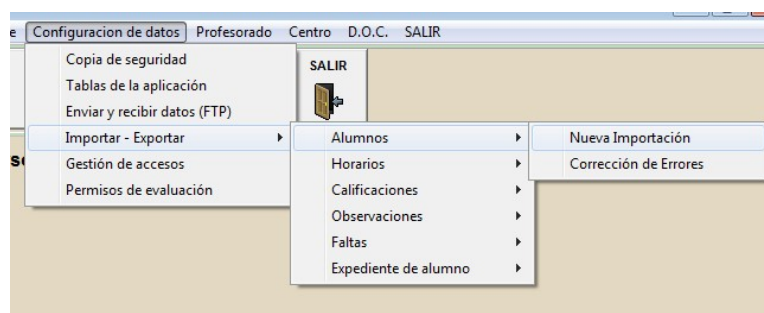 e Configuracion de datos Profesorado Centro D.O.C. SALIR
Copia de seguridad
Tablas de la aplicación
Enviar y recibir datos (FTP)
Importar - Exportar
Gestión de accesos
Permisos de evaluación
SALIR
Alumnos
Horarios
Calificaciones
Observaciones
Faltas
Expediente de alumno
Nueva Importación
Corrección de Errores